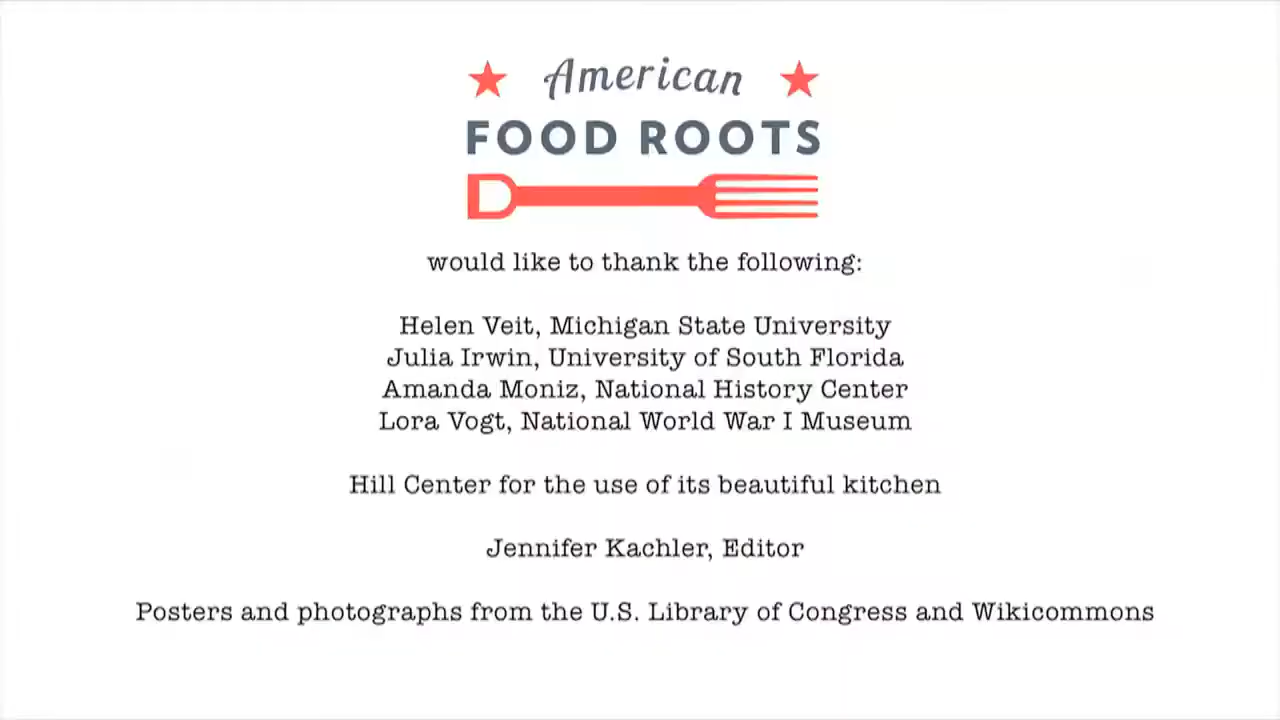 American
FOOD ROOTS
would like to thank the following:
Helen Veit, Michigan State University
Julia Irwin, University of South Florida
Amanda Moniz, National History Center
Lora Vogt, National World War I Museum
Hill Center for the use of its beautiful kitchen
Jennifer Kachler, Editor
Posters and photographs from the U.S. Library of Congress and Wikicommons